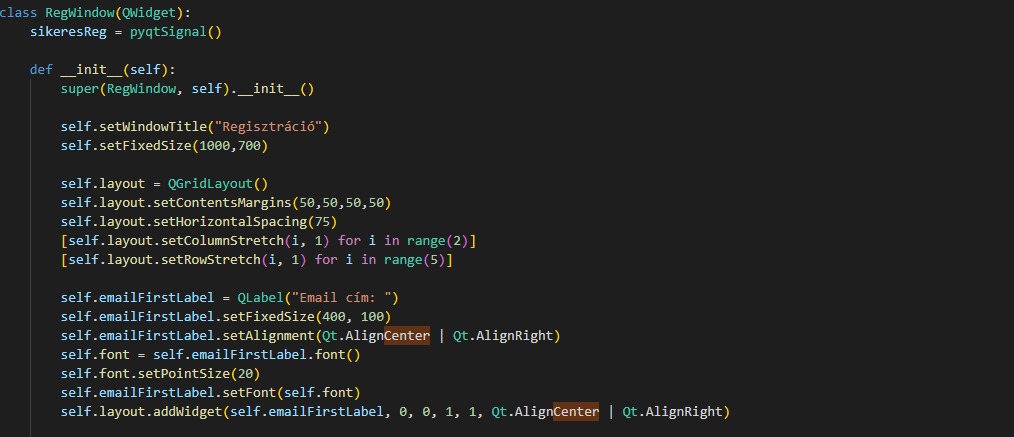 class RegWindow(QWidget):
    sikeresReg = pyqtSignal()
    def __init__(self):
        super(RegWindow, self).__init__()
        self.setWindowTitle("Regisztráció")
        self.setFixedSize(1000,700)
        self.layout = QGridLayout()
        self.layout.setContentsMargins(50,50,50,50)
        self.layout.setHorizontalSpacing(75)
        [self.layout.setColumnStretch(i, 1) for i in range(2)]
        [self.layout.setRowStretch(i, 1) for i in range(5)]
        self.emailFirstLabel = QLabel("Email cím: ")
        self.emailFirstLabel.setFixedSize(400, 100)
        self.emailFirstLabel.setAlignment(Qt.AlignCenter | Qt.AlignRight)
        self.font = self.emailFirstLabel.font()
        self.font.setPointSize(20)
        self.emailFirstLabel.setFont(self.font)
        self.layout.addWidget(self.emailFirstLabel, 0, 0, 1, 1, Qt.AlignCenter | Qt.AlignRight)